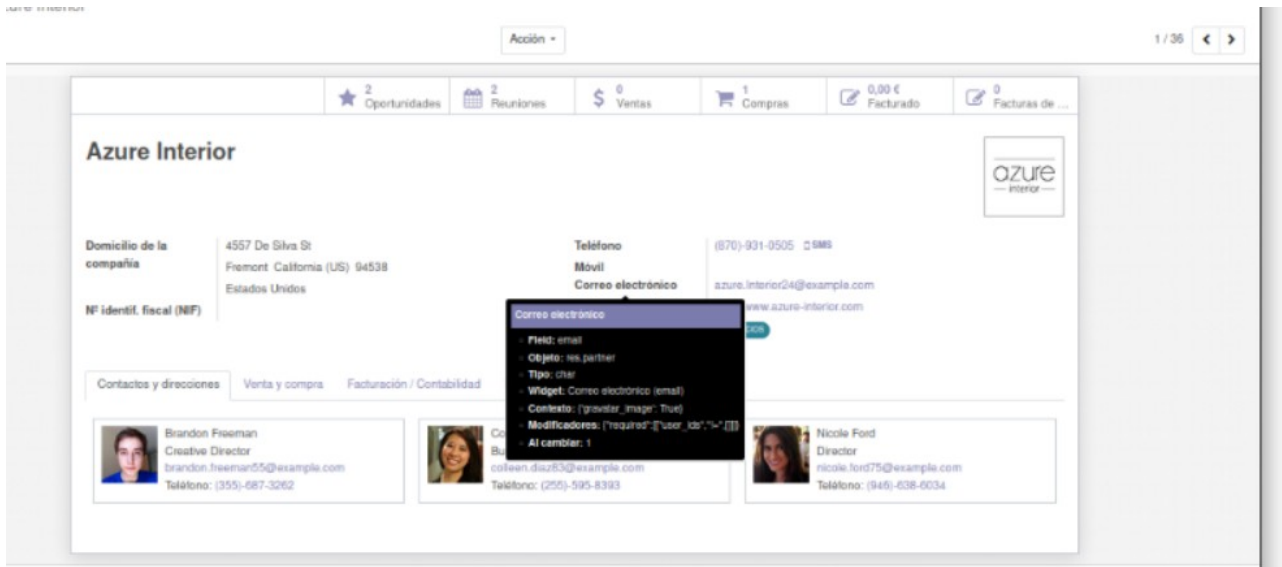 Acción
1 / 36
2 Oportunidades
2 Reuniones
0 Ventas
1 Compras
0,00 € Facturado
0 Facturas de ...
Azure Interior
azure
interior
Domicilio de la compañía
4557 De Silva St
Fremont California (US) 94538
Estados Unidos
Nº identif. fiscal (NIF)
Teléfono
(870)-931-0505 SMS
Móvil
Correo electrónico
azure.Interior24@example.com
www.azure-interior.com
Correo electrónico
Field: email
Objeto: res.partner
Tipo: char
Widget: Correo electrónico (email)
Contexto: {"gravatar_image": True}
Modificadores: {"required":[["user_ids","!=",[]]]}
Al cambiar: 1
Contactos y direcciones
Venta y compra
Facturación / Contabilidad
Brandon Freeman
Creative Director
brandon.freeman55@example.com
Teléfono: (355)-687-3262
Co
Bu
colleen.diaz83@example.com
Teléfono: (255)-595-8393
Nicole Ford
Director
nicole.ford75@example.com
Teléfono: (946)-638-6034